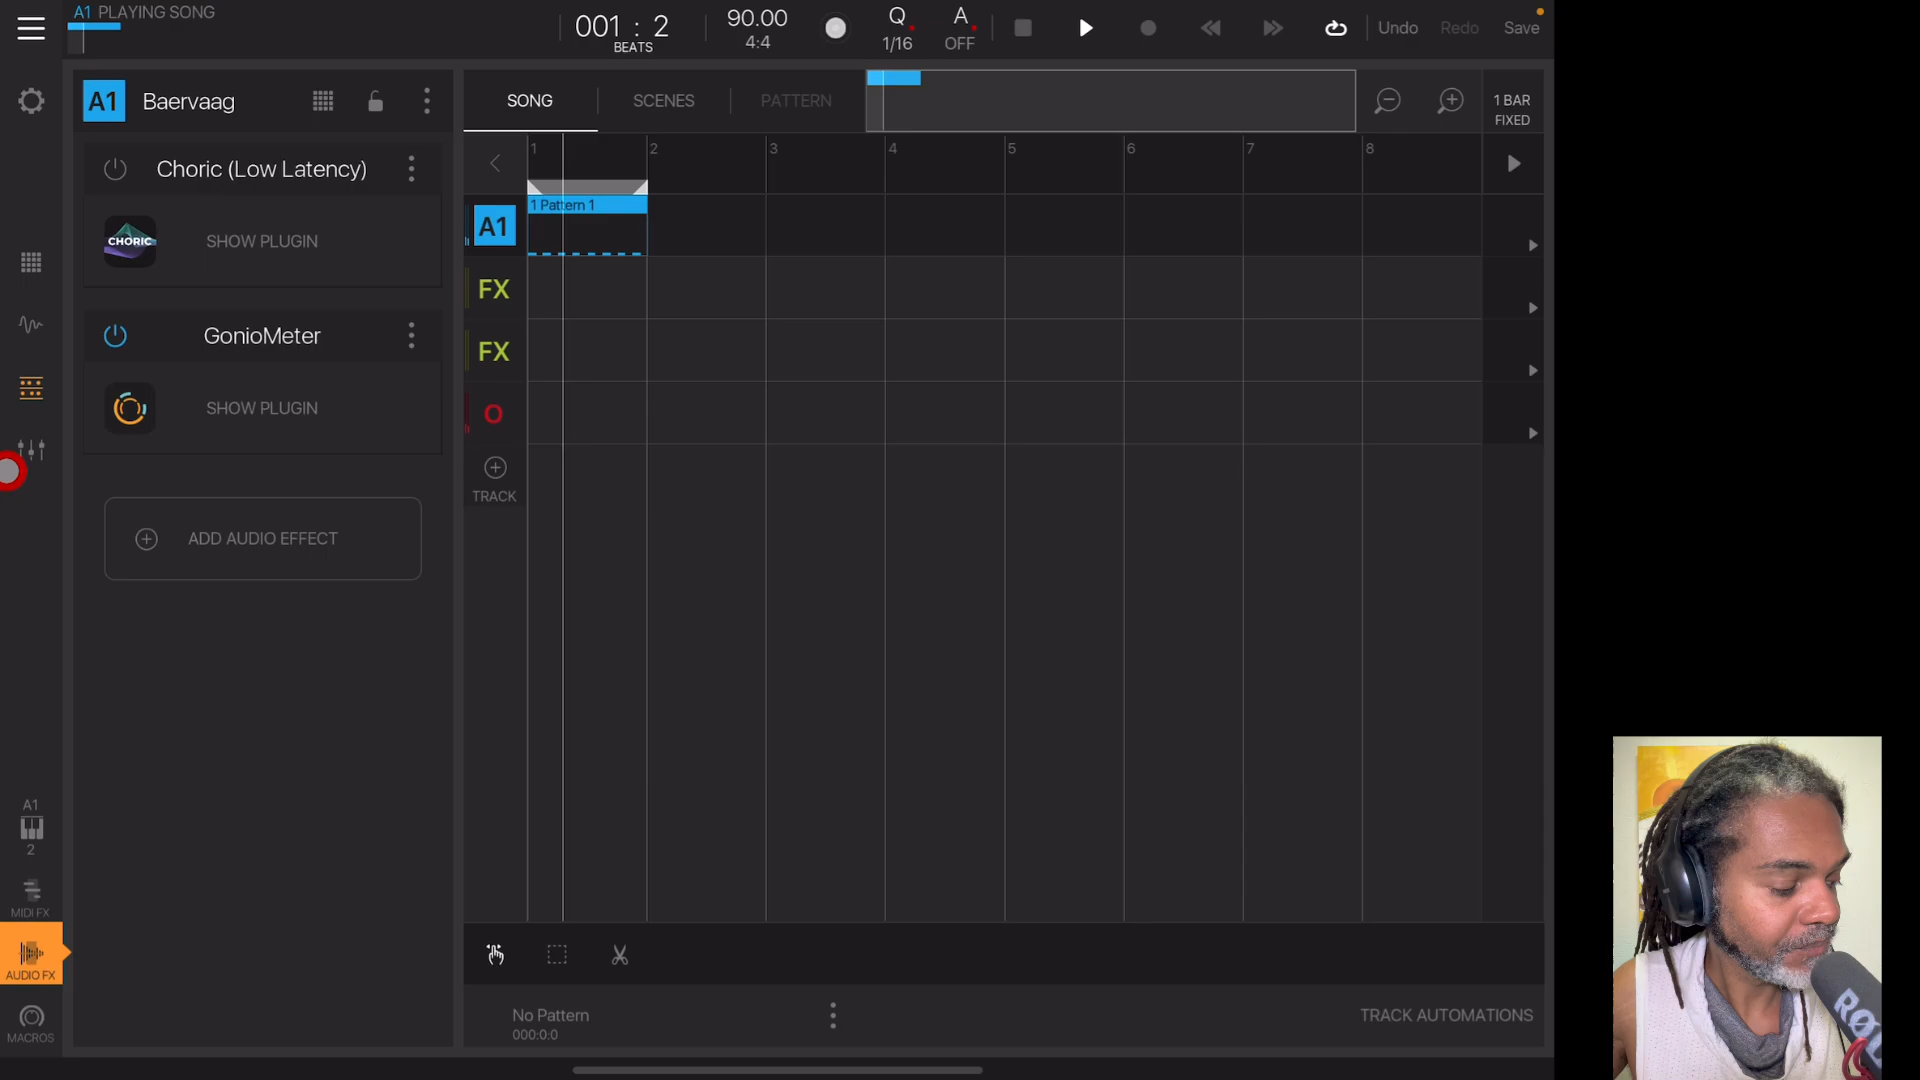 A1 PLAYING SONG
001 : 2
BEATS
90.00
4:4
Q
1/16
A
OFF
Undo
Redo
Save
A1
Baervaag
SONG
SCENES
PATTERN
1 BAR
FIXED
Choric (Low Latency)
CHORIC
SHOW PLUGIN
GonioMeter
SHOW PLUGIN
ADD AUDIO EFFECT
1
2
3
4
5
6
7
8
1 Pattern 1
A1
FX
FX
O
TRACK
A1
2
MIDI FX
AUDIO FX
MACROS
No Pattern
000:0:0
TRACK AUTOMATIONS
RØ